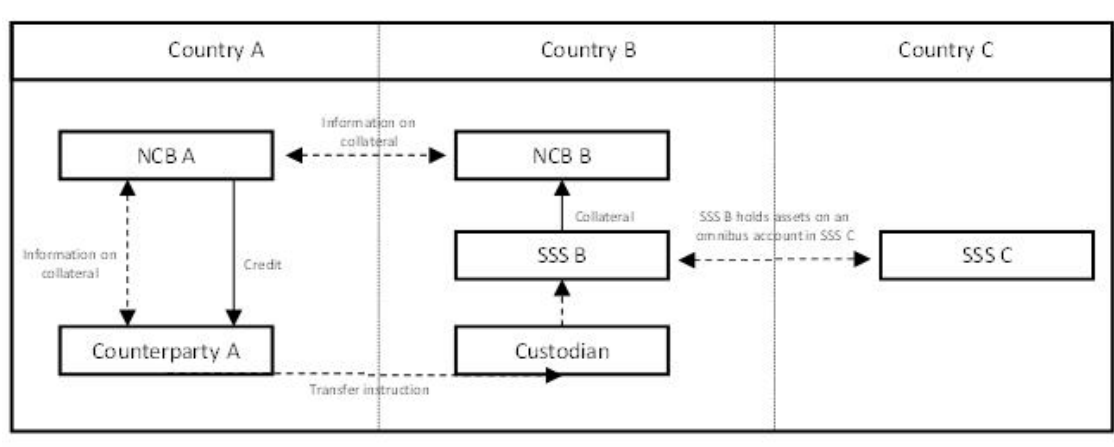 Country A
Country B
Country C
Information on
collateral
NCB A
NCB B
Collateral
SSS B holds assets on an
omnibus account in SSS C
Information on
collateral
Credit
SSS B
SSS C
Counterparty A
Custodian
Transfer instruction